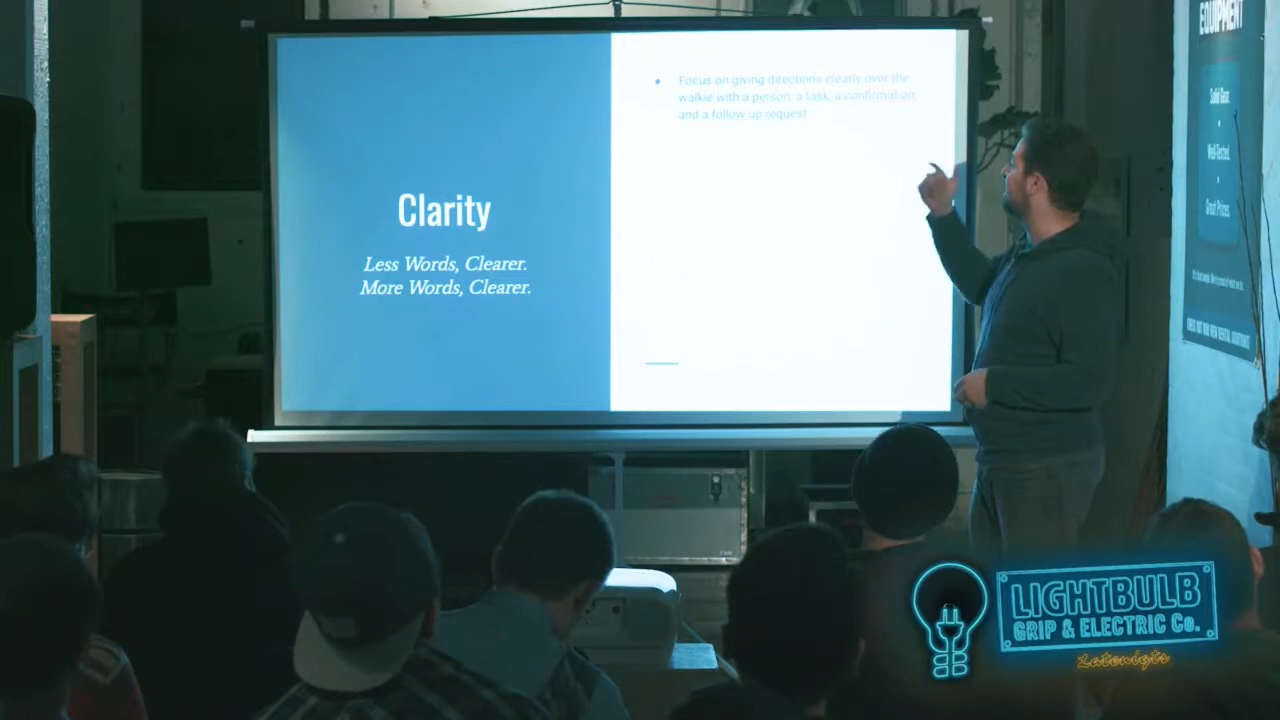 Clarity
Less Words, Clearer.
More Words, Clearer.
Focus on giving directions clearly over the
walkie with a person, a task, a confirmation,
and a follow up request
EQUIPMENT
Solid Gear
Well-Tested
Great Prices
LIGHTBULB
GRIP & ELECTRIC Co.